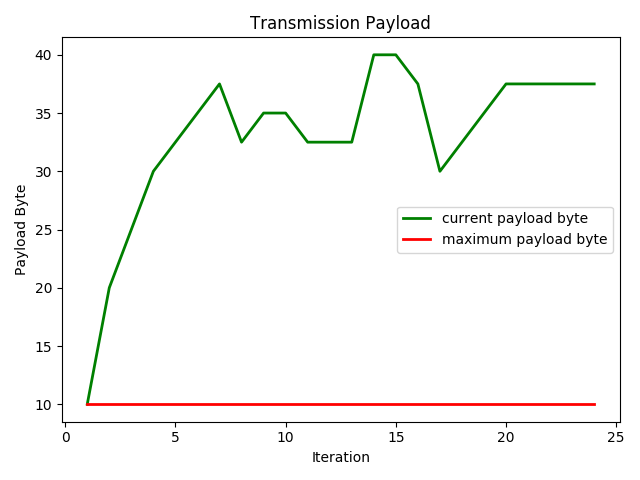 Transmission Payload
Payload Byte
40
35
30
25
20
15
10
current payload byte
maximum payload byte
0
5
10
15
20
25
Iteration